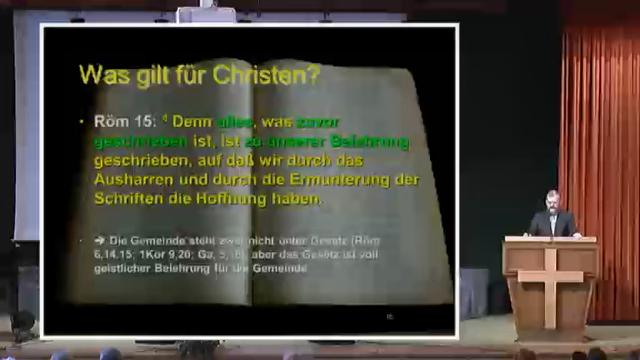 Was gilt für Christen?
• Röm 15: 4 Denn alles, was zuvor
geschrieben ist, ist zu unserer Belehrung
geschrieben, auf daß wir durch das
Ausharren und durch die Ermunterung der
Schriften die Hoffnung haben.
• ➔ Die Gemeinde steht zwar nicht unter Gesetz (Röm
6,14.15; 1Kor 9,20; Ga. 5, aber das Gesetz ist voll
geistlicher Belehrung für die Gemeinde